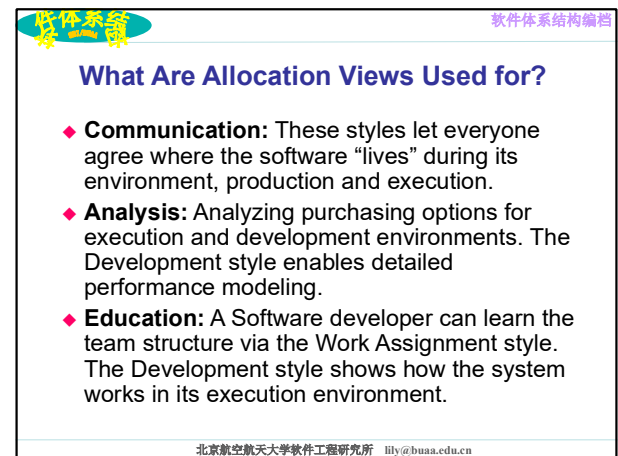 软件体系结构编档
What Are Allocation Views Used for?
Communication: These styles let everyone
agree where the software “lives” during its
environment, production and execution.
Analysis: Analyzing purchasing options for
execution and development environments. The
Development style enables detailed
performance modeling.
Education: A Software developer can learn the
team structure via the Work Assignment style.
The Development style shows how the system
works in its execution environment.
北京航空航天大学软件工程研究所 lily@buaa.edu.cn